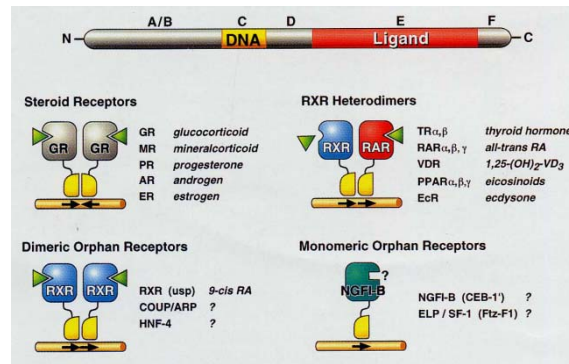 A/B C D E F
N DNA Ligand C
Steroid Receptors
GR GR
GR glucocorticoid
MR mineralcorticoid
PR progesterone
AR androgen
ER estrogen
RXR Heterodimers
RXR RAR
TRα,β thyroid hormone
RARα,β, γ all-trans RA
VDR 1,25-(OH)₂-VD₃
PPARα,β,γ eicosinoids
EcR ecdysone
Dimeric Orphan Receptors
RXR RXR
RXR (usp) 9-cis RA
COUP/ARP ?
HNF-4 ?
Monomeric Orphan Receptors
?
NGFI-B
NGFI-B (CEB-1') ?
ELP / SF-1 (Ftz-F1) ?